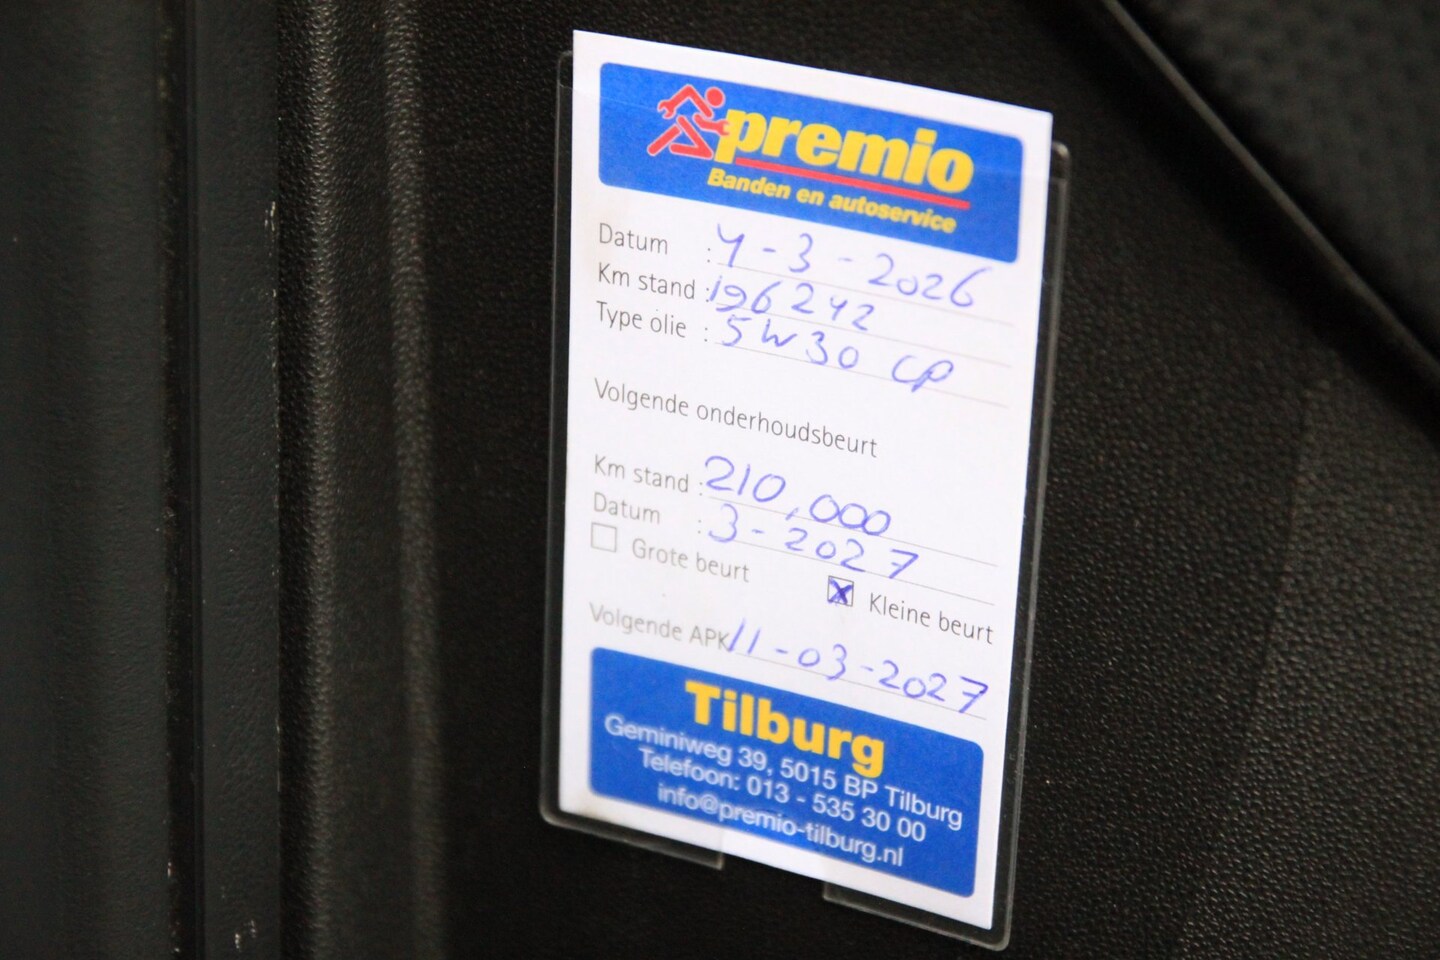 premio
Banden en autoservice
Datum : 4-3-2026
Km stand : 196242
Type olie : 5W30 CP
Volgende onderhoudsbeurt
Km stand : 210,000
Datum : 3-2027
Grote beurt X Kleine beurt
Volgende APK 11-03-2027
Tilburg
Geminiweg 39, 5015 BP Tilburg
Telefoon: 013 - 535 30 00
info@premio-tilburg.nl